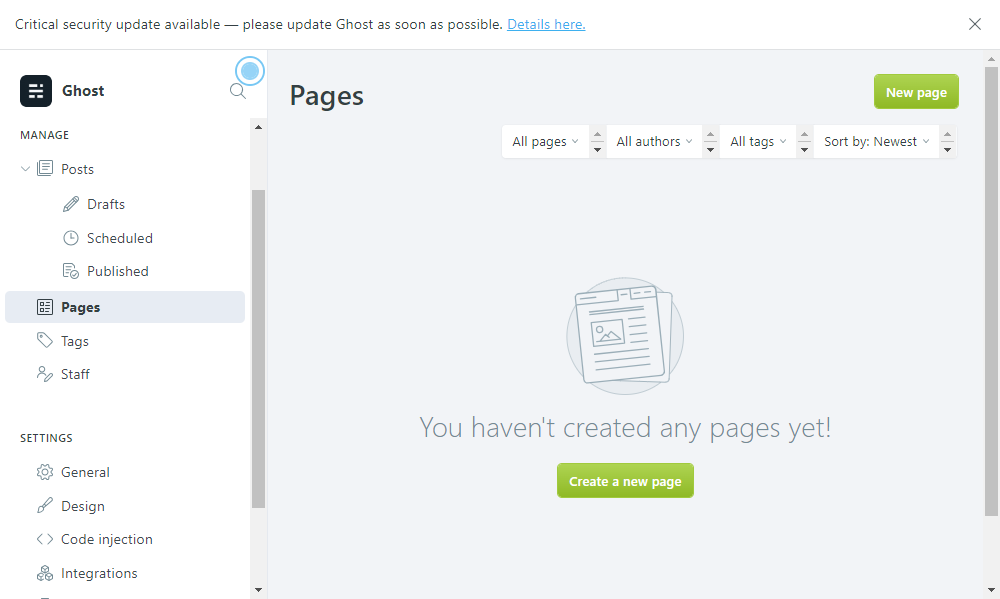 Critical security update available — please update Ghost as soon as possible. Details here.
Ghost
MANAGE
Posts
Drafts
Scheduled
Published
Pages
Tags
Staff
SETTINGS
General
Design
Code injection
Integrations
Pages
New page
All pages
All authors
All tags
Sort by: Newest
You haven't created any pages yet!
Create a new page